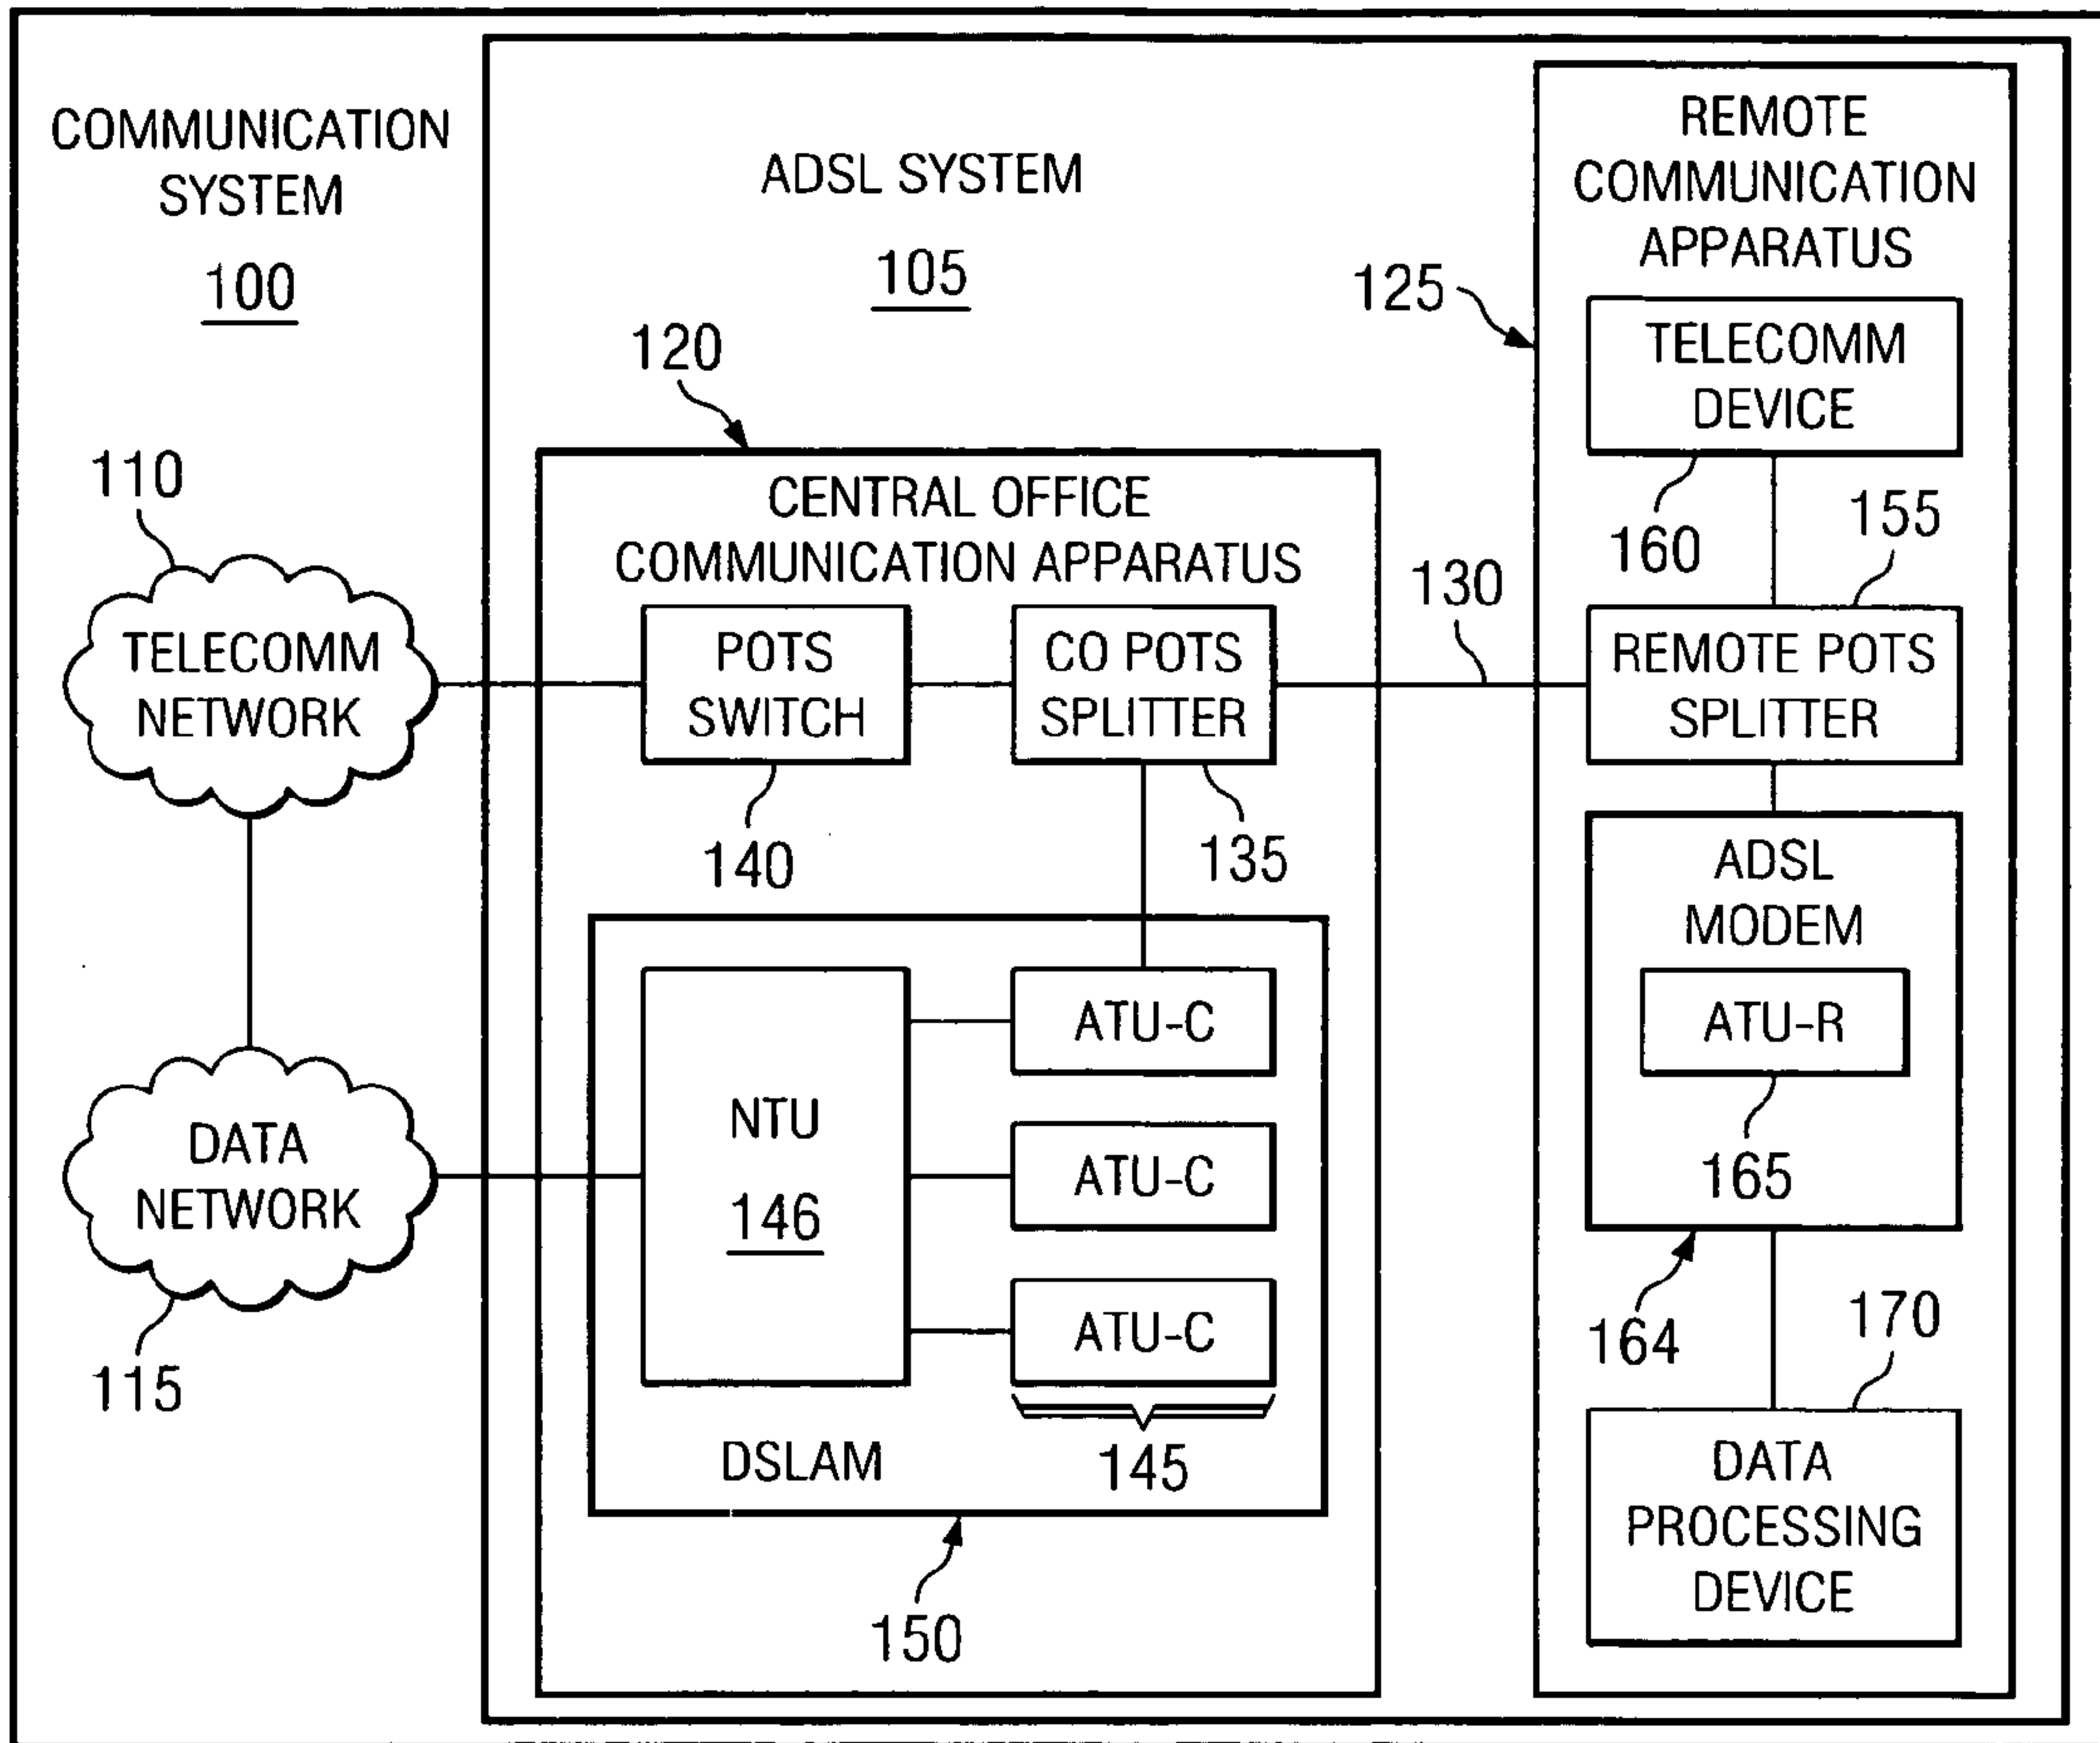 COMMUNICATION
SYSTEM
100
ADSL SYSTEM
105
REMOTE
COMMUNICATION
APPARATUS
125
120
TELECOMM
DEVICE
160
155
110
CENTRAL OFFICE
COMMUNICATION APPARATUS
130
TELECOMM
NETWORK
POTS
SWITCH
140
CO POTS
SPLITTER
135
REMOTE POTS
SPLITTER
ADSL
MODEM
ATU-R
165
164
DATA
NETWORK
115
NTU
146
ATU-C
ATU-C
ATU-C
145
DSLAM
150
170
DATA
PROCESSING
DEVICE